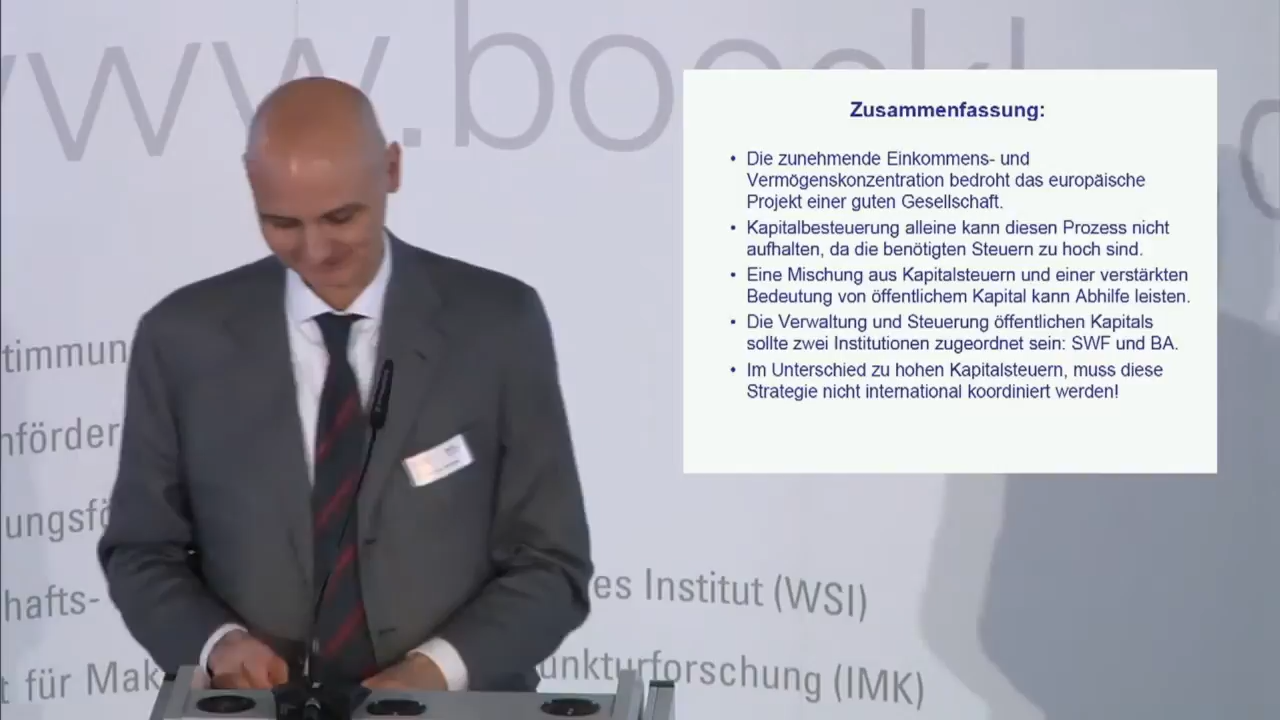 www.boeckl
Zusammenfassung:
• Die zunehmende Einkommens- und
Vermögenskonzentration bedroht das europäische
Projekt einer guten Gesellschaft.
• Kapitalbesteuerung alleine kann diesen Prozess nicht
aufhalten, da die benötigten Steuern zu hoch sind.
• Eine Mischung aus Kapitalsteuern und einer verstärkten
Bedeutung von öffentlichem Kapital kann Abhilfe leisten.
• Die Verwaltung und Steuerung öffentlichen Kapitals
sollte zwei Institutionen zugeordnet sein: SWF und BA.
• Im Unterschied zu hohen Kapitalsteuern, muss diese
Strategie nicht international koordiniert werden!
timmun
nförder
ungsfö
hafts- es Institut (WSI)
t für Mak unkturforschung (IMK)